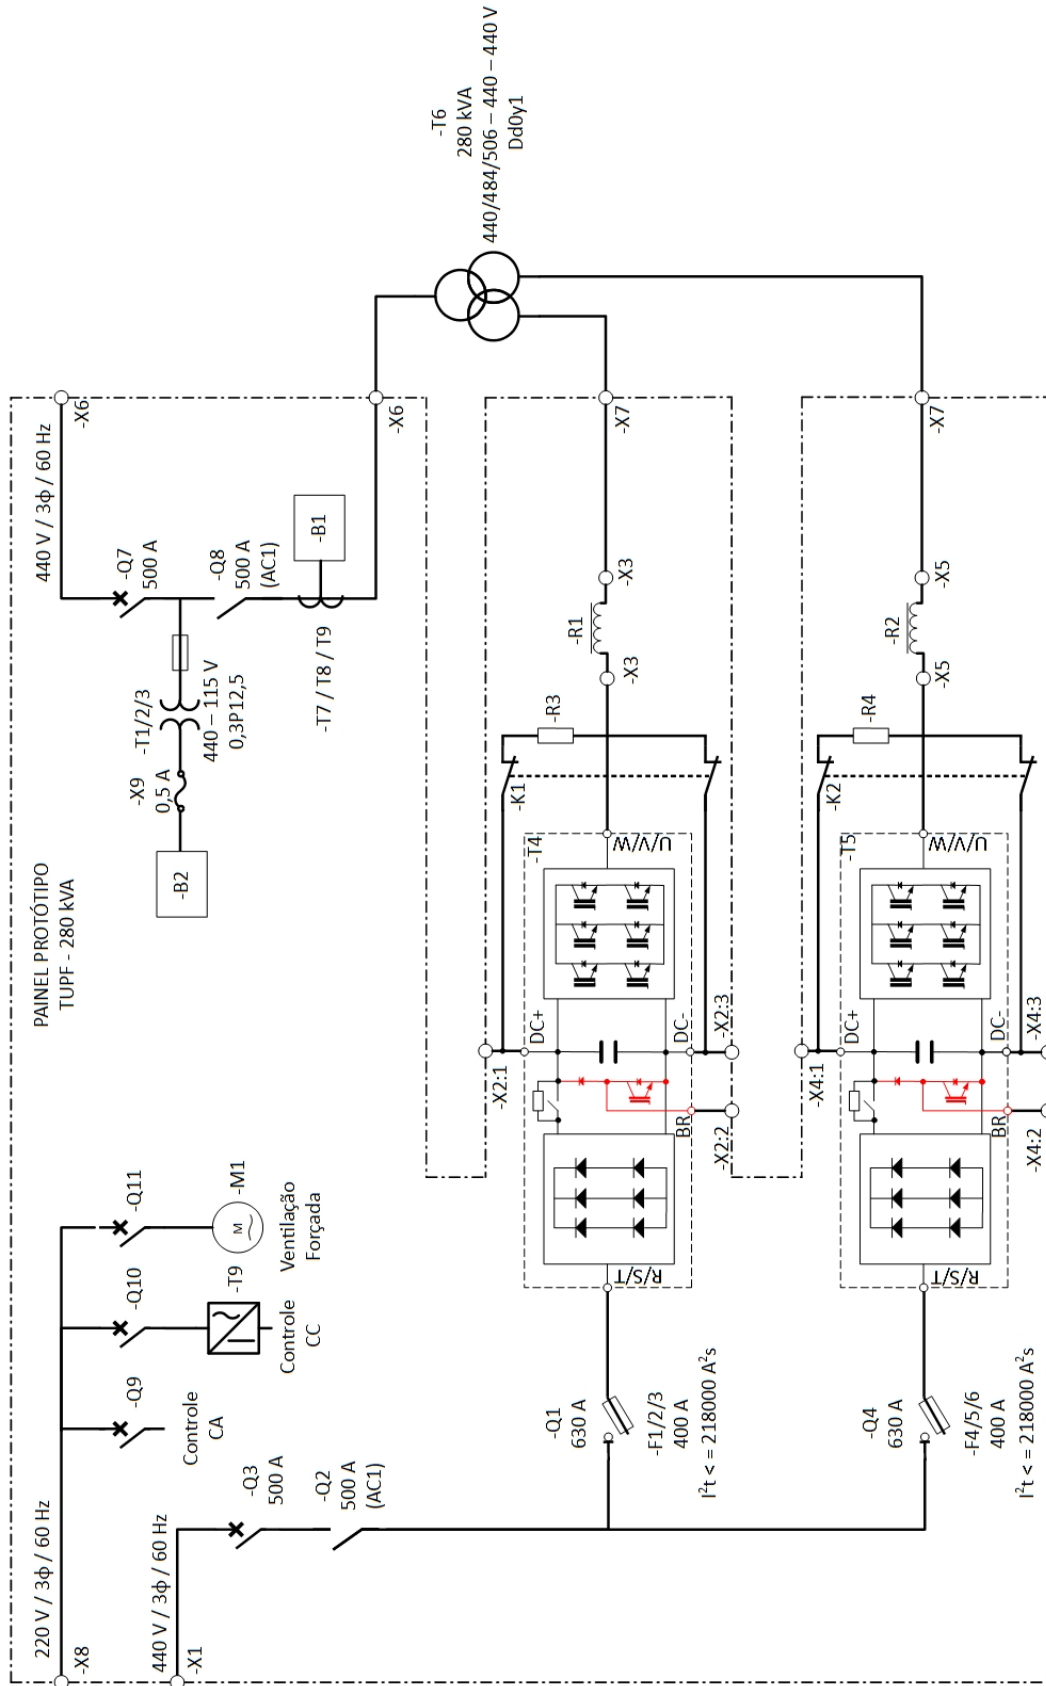 PAINEL PROTÓTIPO
TUPF - 280 kVA
220 V / 3ϕ / 60 Hz
-X8
-Q9
Controle
CA
-Q10
-T9
Controle
CC
-Q11
-M1
M
Ventilação
Forçada
440 V / 3ϕ / 60 Hz
-X1
-Q3
500 A
-Q2
500 A
(AC1)
-B2
-X9
0,5 A
-T1/2/3
440 – 115 V
0,3P12,5
440 V / 3ϕ / 60 Hz
-X6
-Q7
500 A
-Q8
500 A
(AC1)
-B1
-T7 / T8 / T9
-X6
-T6
280 kVA
440/484/506 – 440 – 440 V
Dd0y1
-Q1
630 A
-F1/2/3
400 A
I²t < = 218000 A²s
R/S/T
-X2:1
DC+
DC-
BR
-X2:2
-X2:3
-T4
U/V/W
-K1
-R3
-X3
-R1
-X3
-X7
-Q4
630 A
-F4/5/6
400 A
I²t < = 218000 A²s
R/S/T
-X4:1
DC+
DC-
BR
-X4:2
-X4:3
-T5
U/V/W
-K2
-R4
-X5
-R2
-X5
-X7